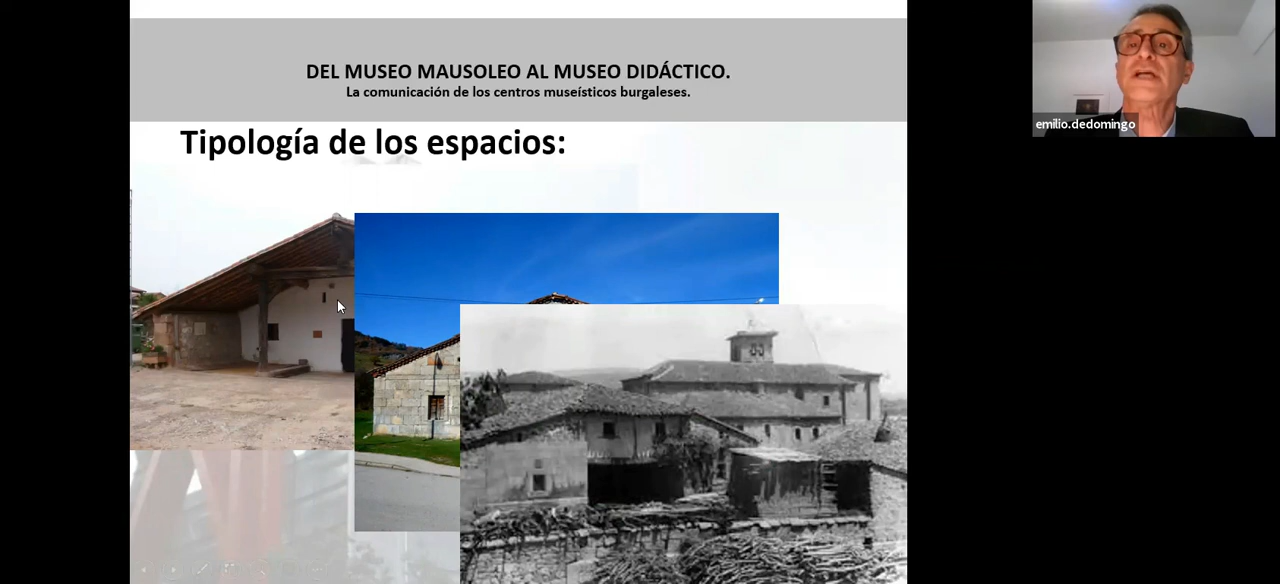 DEL MUSEO MAUSOLEO AL MUSEO DIDÁCTICO.
La comunicación de los centros museísticos burgaleses.
Tipología de los espacios:
emilio.dedomingo